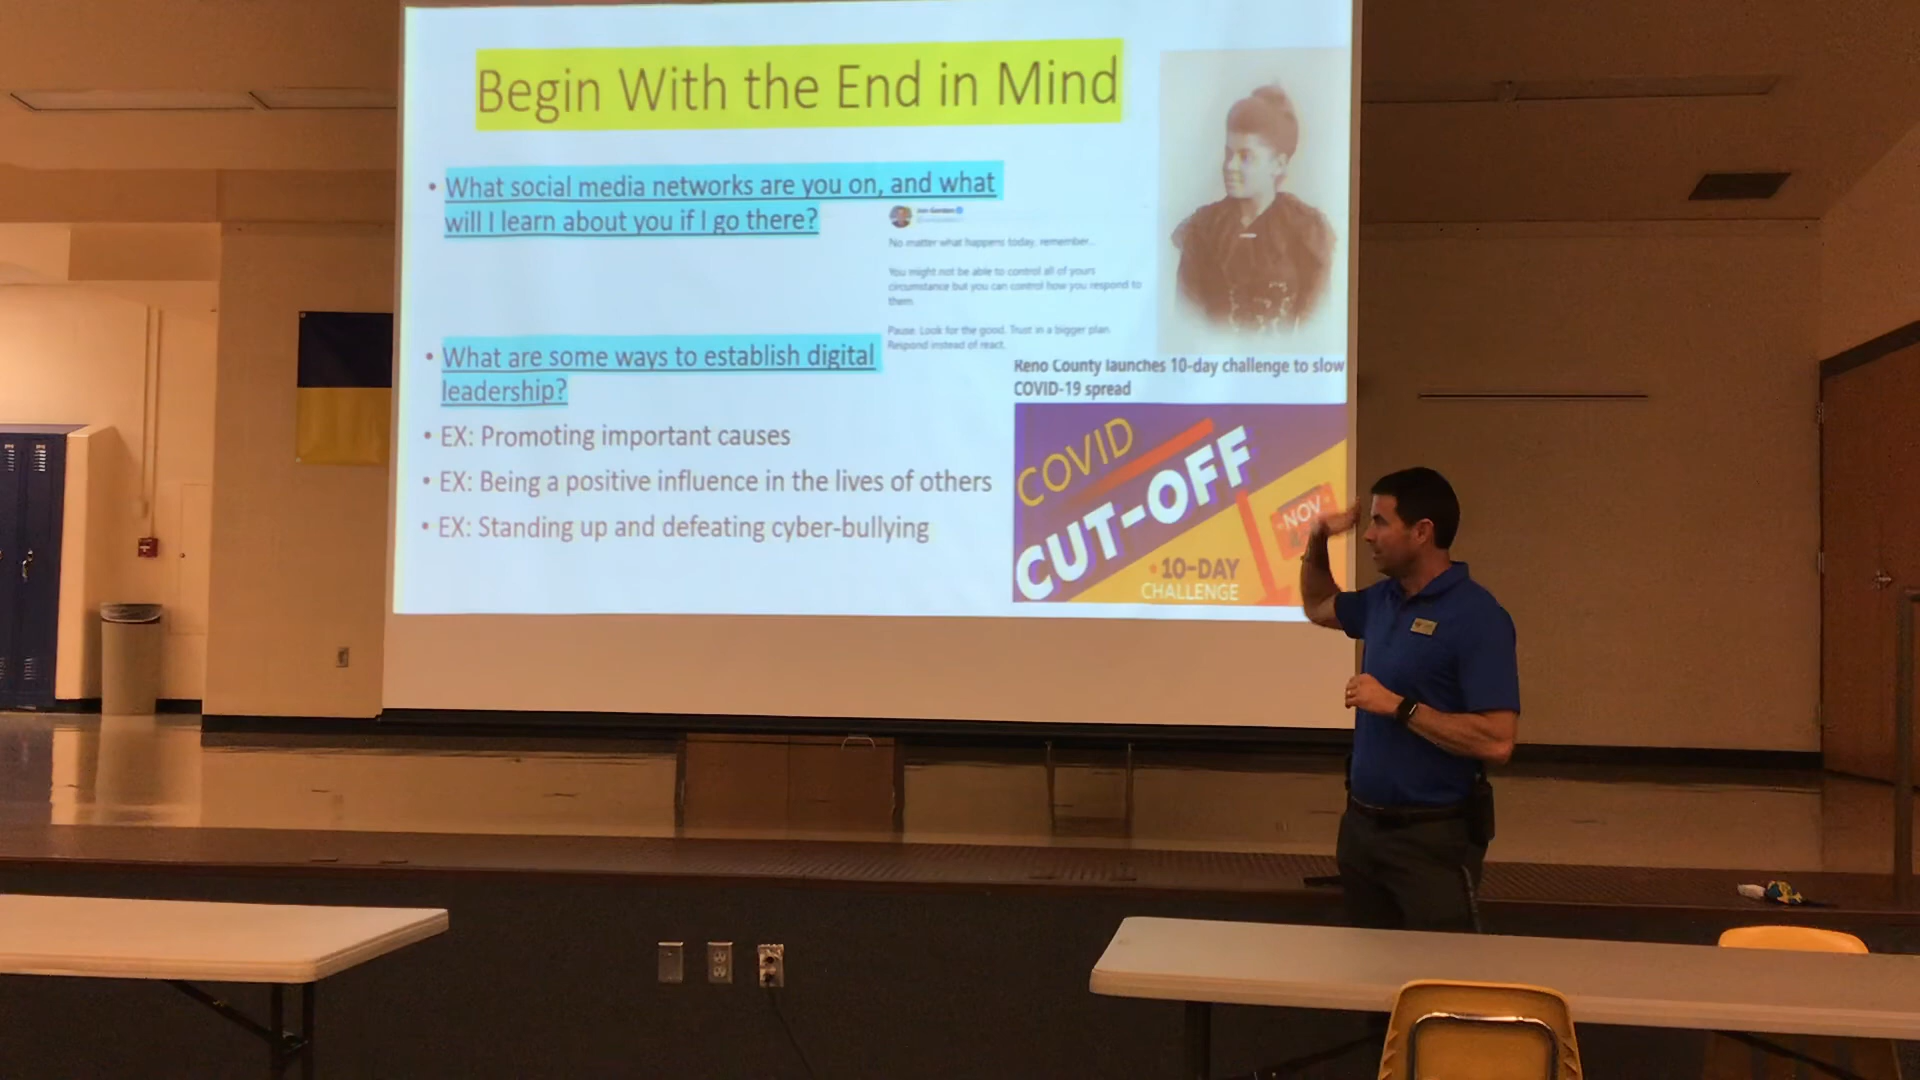 Begin With the End in Mind
• What social media networks are you on, and what
will I learn about you if I go there?
Jon Gordon
No matter what happens today, remember...
You might not be able to control all of yours
circumstance but you can control how you respond to
them.
Pause. Look for the good. Trust in a bigger plan.
Respond instead of react.
• What are some ways to establish digital
leadership?
• EX: Promoting important causes
• EX: Being a positive influence in the lives of others
• EX: Standing up and defeating cyber-bullying
Reno County launches 10-day challenge to slow
COVID-19 spread
COVID
CUT-OFF
NOV
• 10-DAY
CHALLENGE